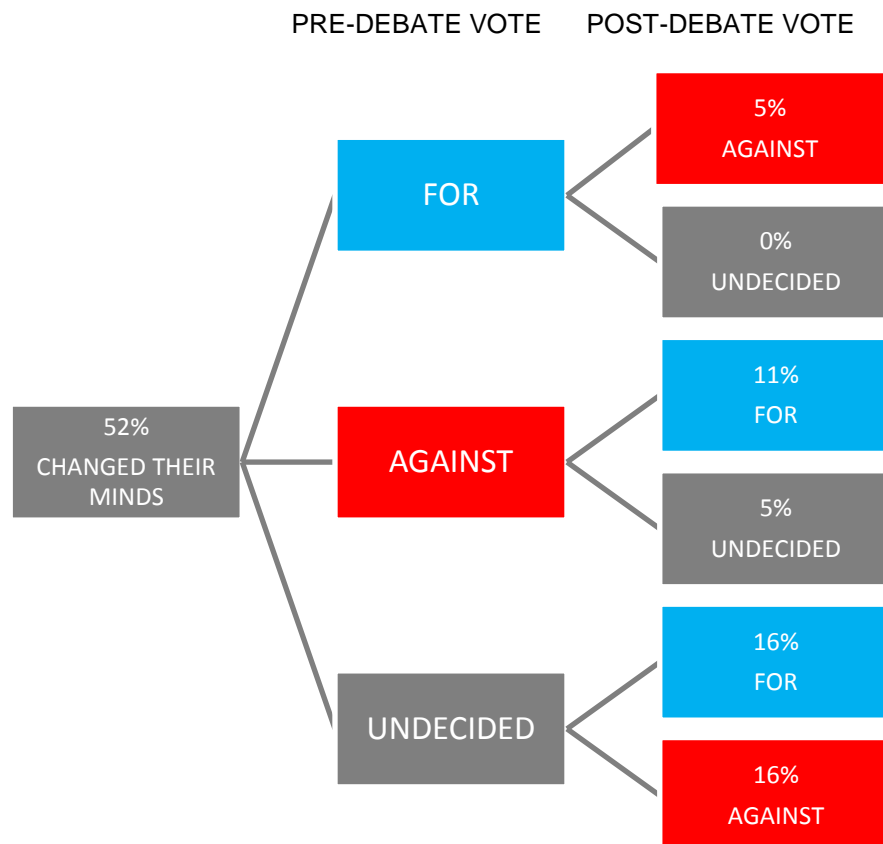 PRE-DEBATE VOTE
POST-DEBATE VOTE
5%
AGAINST
FOR
0%
UNDECIDED
11%
FOR
52%
CHANGED THEIR
MINDS
AGAINST
5%
UNDECIDED
16%
FOR
UNDECIDED
16%
AGAINST